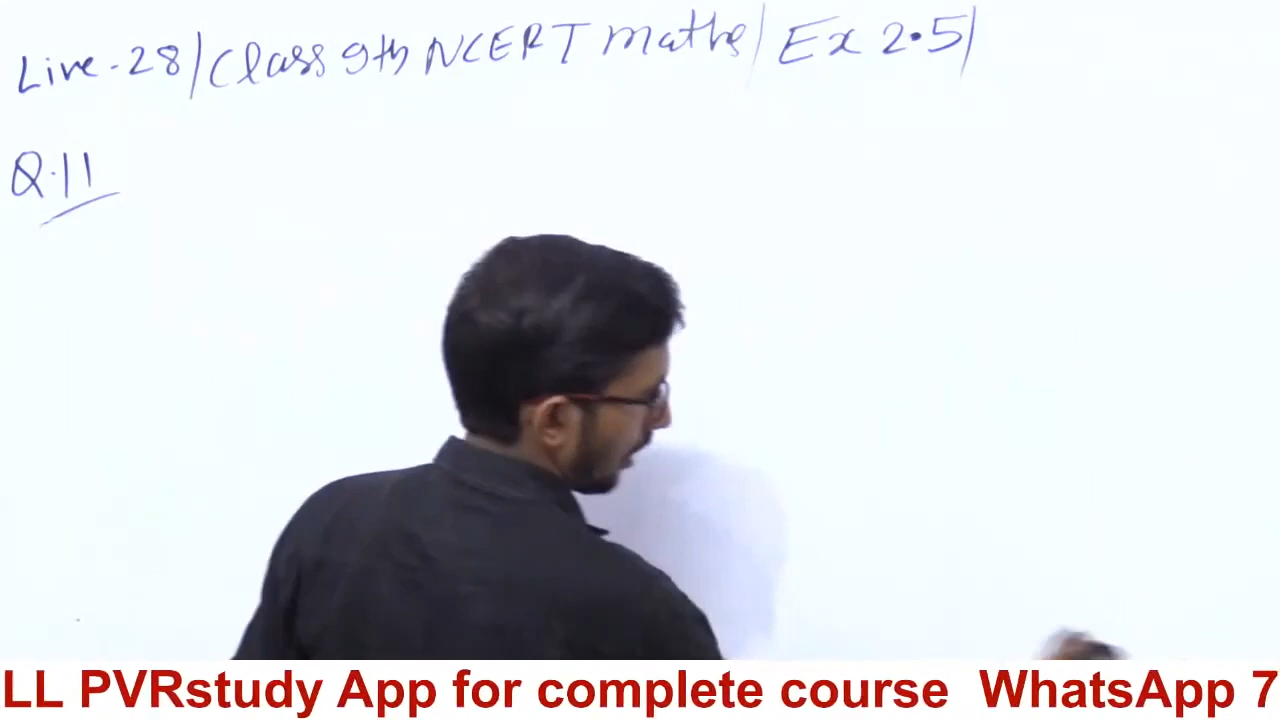 Live-28/Class 9th NCERT maths/Ex 2.5/
Q.11
LL PVRstudy App for complete course WhatsApp 7